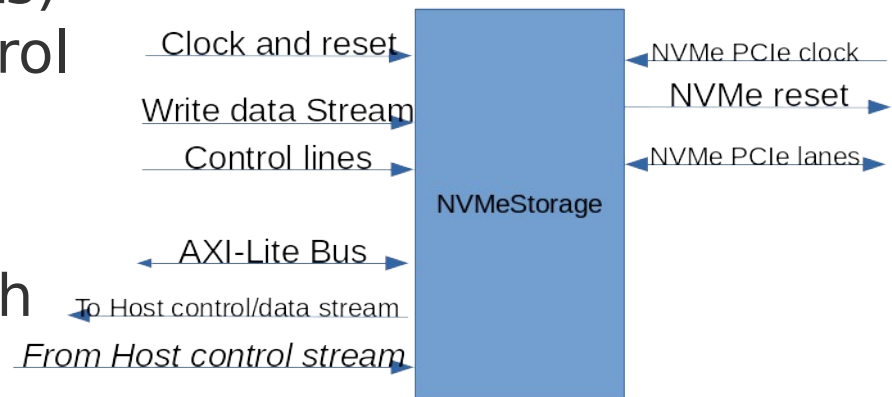 Clock and reset
Write data Stream
Control lines
AXI-Lite Bus
To Host control/data stream
From Host control stream
NVMeStorage
NVMe PCIe clock
NVMe reset
NVMe PCIe lanes